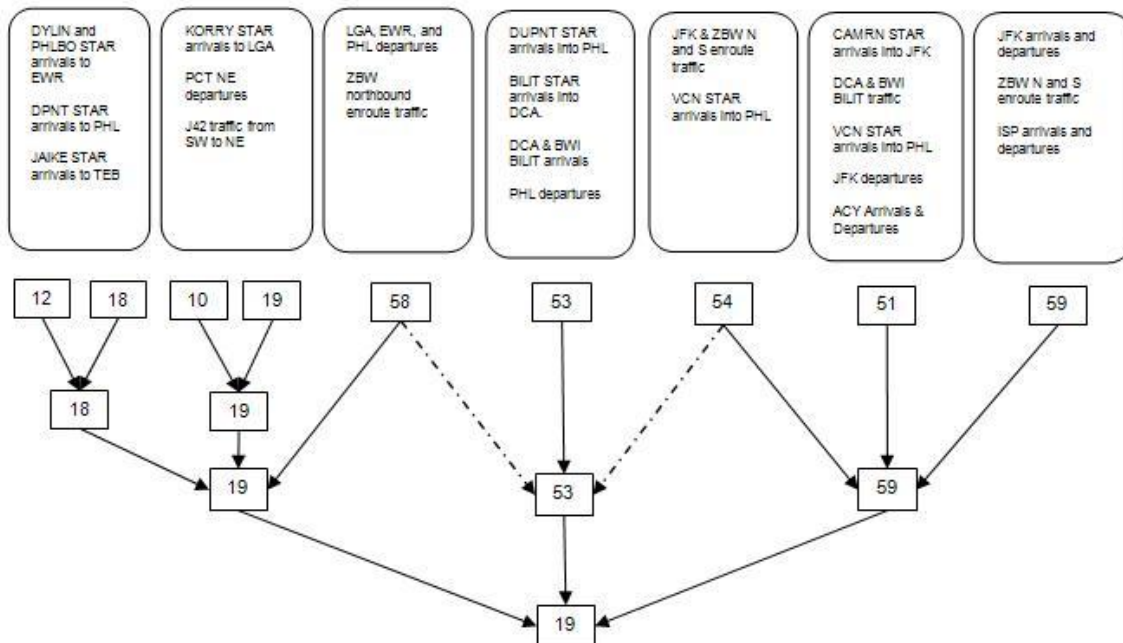 DYLIN and
PHLBO STAR
arrivals to
EWR
DPNT STAR
arrivals to PHL
JAIKE STAR
arrivals to TEB
KORRY STAR
arrivals to LGA
PCT NE
departures
J42 traffic from
SW to NE
LGA, EWR, and
PHL departures
ZBW
northbound
enroute traffic
DUPNT STAR
arrivals into PHL
BILIT STAR
arrivals into
DCA.
DCA & BWI
BILIT arrivals
PHL departures
JFK & ZBW N
and S enroute
traffic
VCN STAR
arrivals into PHL
CAMRN STAR
arrivals into JFK
DCA & BWI
BILIT traffic
VCN STAR
arrivals into PHL
JFK departures
ACY Arrivals &
Departures
JFK arrivals and
departures
ZBW N and S
enroute traffic
ISP arrivals and
departures
12
18
10
19
58
53
54
51
59
18
19
19
53
59
19